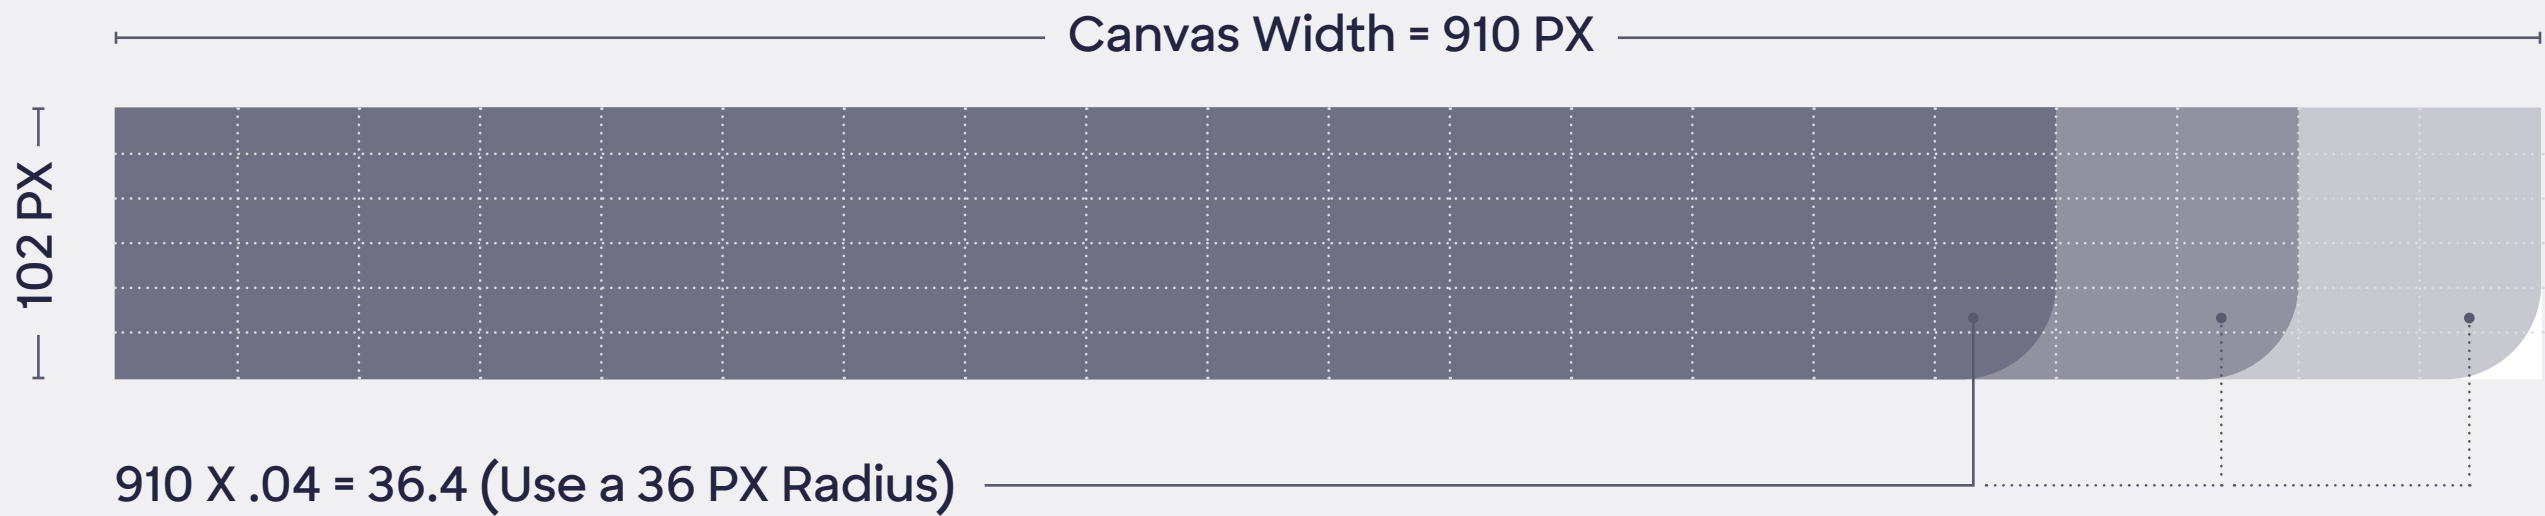 Canvas Width = 910 PX
102 PX
910 X .04 = 36.4 (Use a 36 PX Radius)